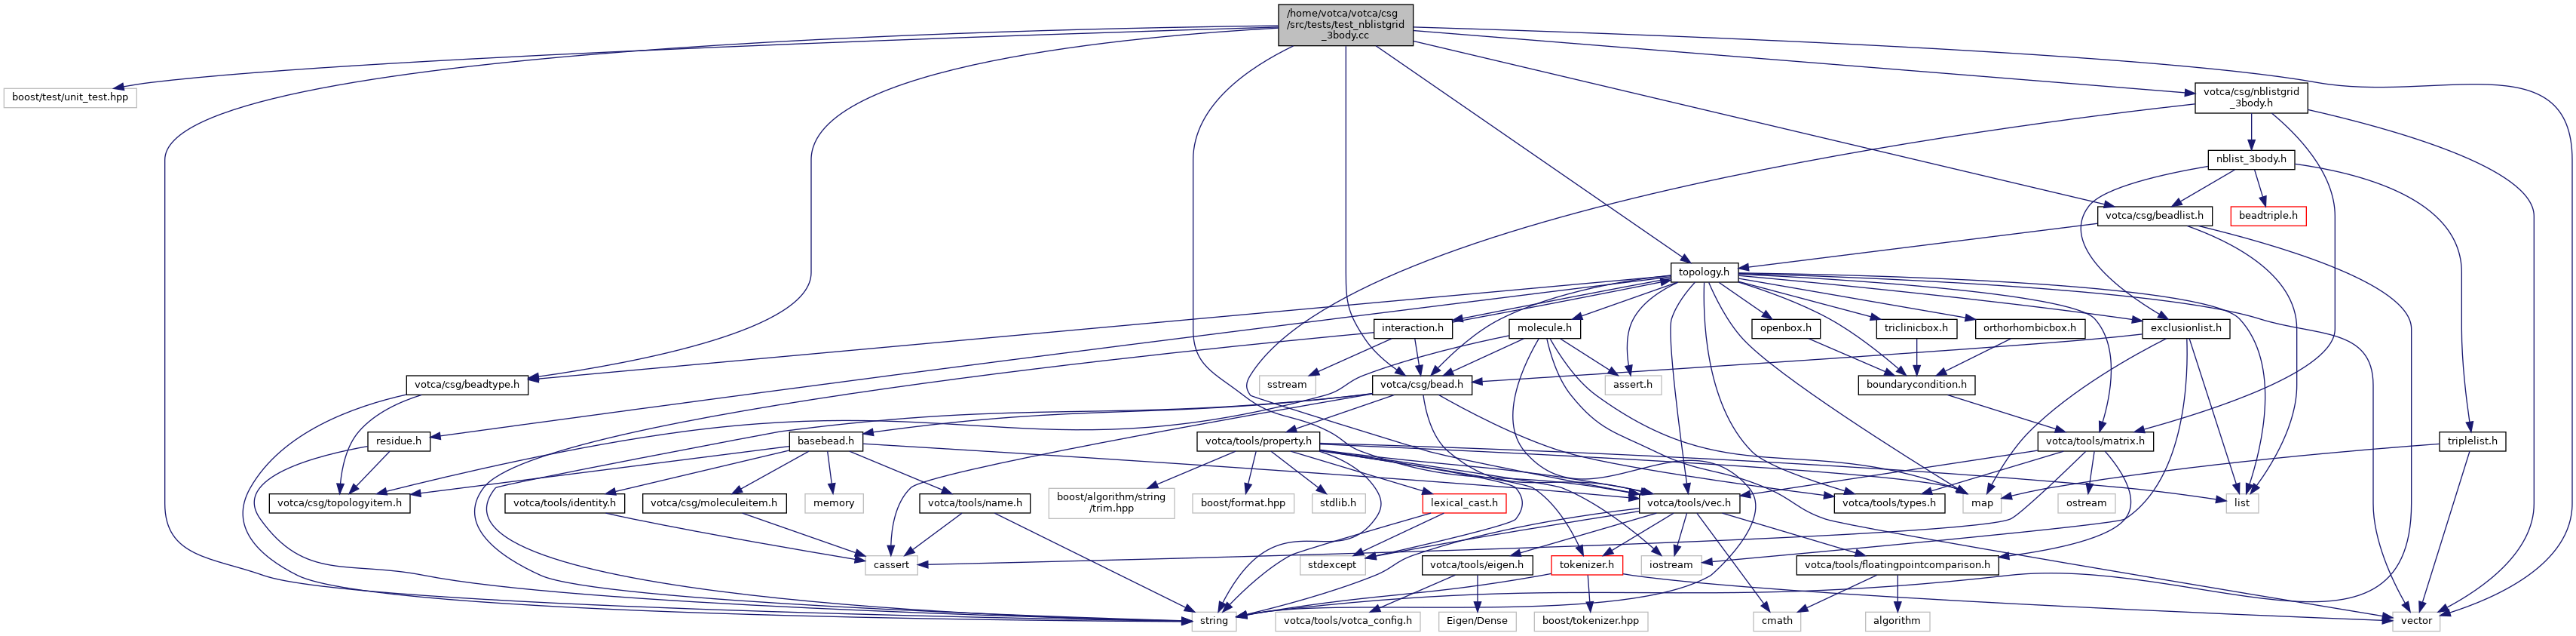 /home/votca/votca/csg
/src/tests/test_nblistgrid
_3body.cc
boost/test/unit_test.hpp
votca/csg/nblistgrid
_3body.h
nblist_3body.h
votca/csg/beadlist.h
beadtriple.h
topology.h
interaction.h
molecule.h
openbox.h
triclinicbox.h
orthorhombicbox.h
exclusionlist.h
votca/csg/beadtype.h
sstream
votca/csg/bead.h
assert.h
boundarycondition.h
residue.h
basebead.h
votca/tools/property.h
votca/tools/matrix.h
triplelist.h
votca/csg/topologyitem.h
votca/tools/identity.h
votca/csg/moleculeitem.h
memory
votca/tools/name.h
boost/algorithm/string
/trim.hpp
boost/format.hpp
stdlib.h
lexical_cast.h
votca/tools/vec.h
votca/tools/types.h
map
ostream
list
cassert
stdexcept
votca/tools/eigen.h
tokenizer.h
iostream
votca/tools/floatingpointcomparison.h
string
votca/tools/votca_config.h
Eigen/Dense
boost/tokenizer.hpp
cmath
algorithm
vector